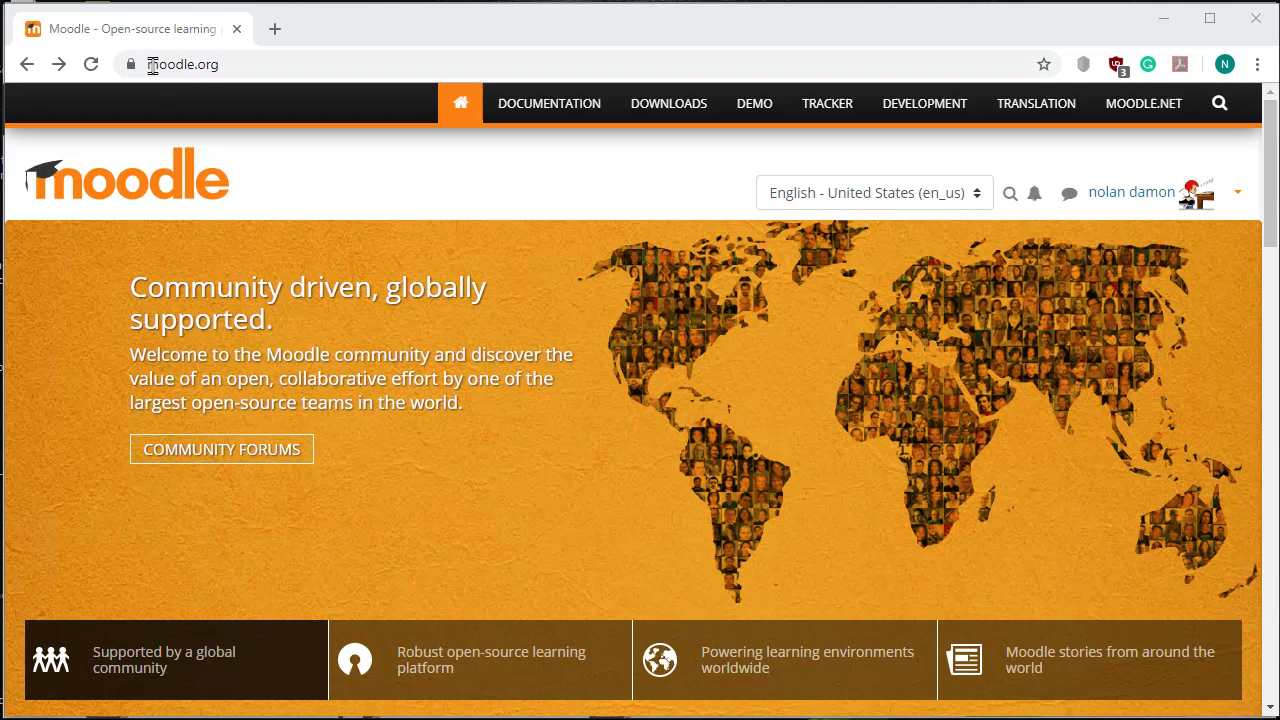 Moodle - Open-source learning
moodle.org
3
N
DOCUMENTATION DOWNLOADS DEMO TRACKER DEVELOPMENT TRANSLATION MOODLE.NET
moodle
English - United States (en_us)
nolan damon
Community driven, globally
supported.
Welcome to the Moodle community and discover the
value of an open, collaborative effort by one of the
largest open-source teams in the world.
COMMUNITY FORUMS
Supported by a global
community
Robust open-source learning
platform
Powering learning environments
worldwide
Moodle stories from around the
world